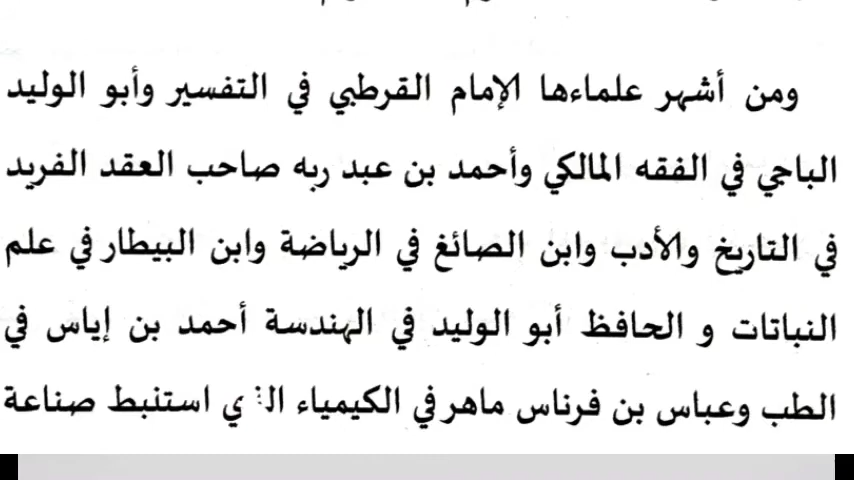 ومن أشهر علماءها الإمام القرطبي في التفسير وأبو الوليد
الباجي في الفقه المالكي وأحمد بن عبد ربه صاحب العقد الفريد
في التاريخ والأدب وابن الصائغ في الرياضة وابن البيطار في علم
النباتات و الحافظ أبو الوليد في الهندسة أحمد بن إياس في
الطب وعباس بن فرناس ماهر في الكيمياء الذي استنبط صناعة